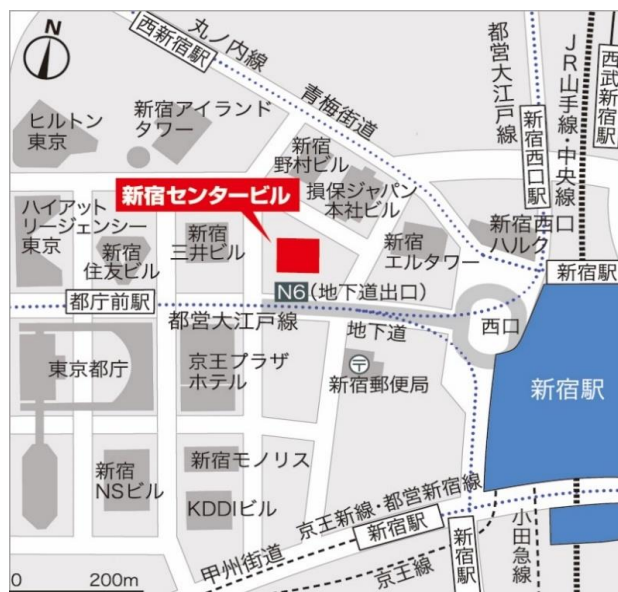 N
丸ノ内線
西新宿駅
青梅街道
都営大江戸線
新宿西口駅
JR山手線・中央線
西武新宿駅
ヒルトン
東京
新宿アイランド
タワー
新宿
野村ビル
損保ジャパン
本社ビル
新宿センタービル
ハイアット
リージェンシー
東京
新宿
住友ビル
新宿
三井ビル
新宿
エルタワー
新宿西口
ハルク
新宿駅
N6(地下道出口)
都庁前駅
都営大江戸線
地下道
西口
東京都庁
京王プラザ
ホテル
〒
新宿郵便局
新宿駅
新宿
NSビル
新宿モノリス
KDDIビル
京王新線・都営新宿線
新宿駅
甲州街道
京王線
新宿駅
小田急線
0 200m